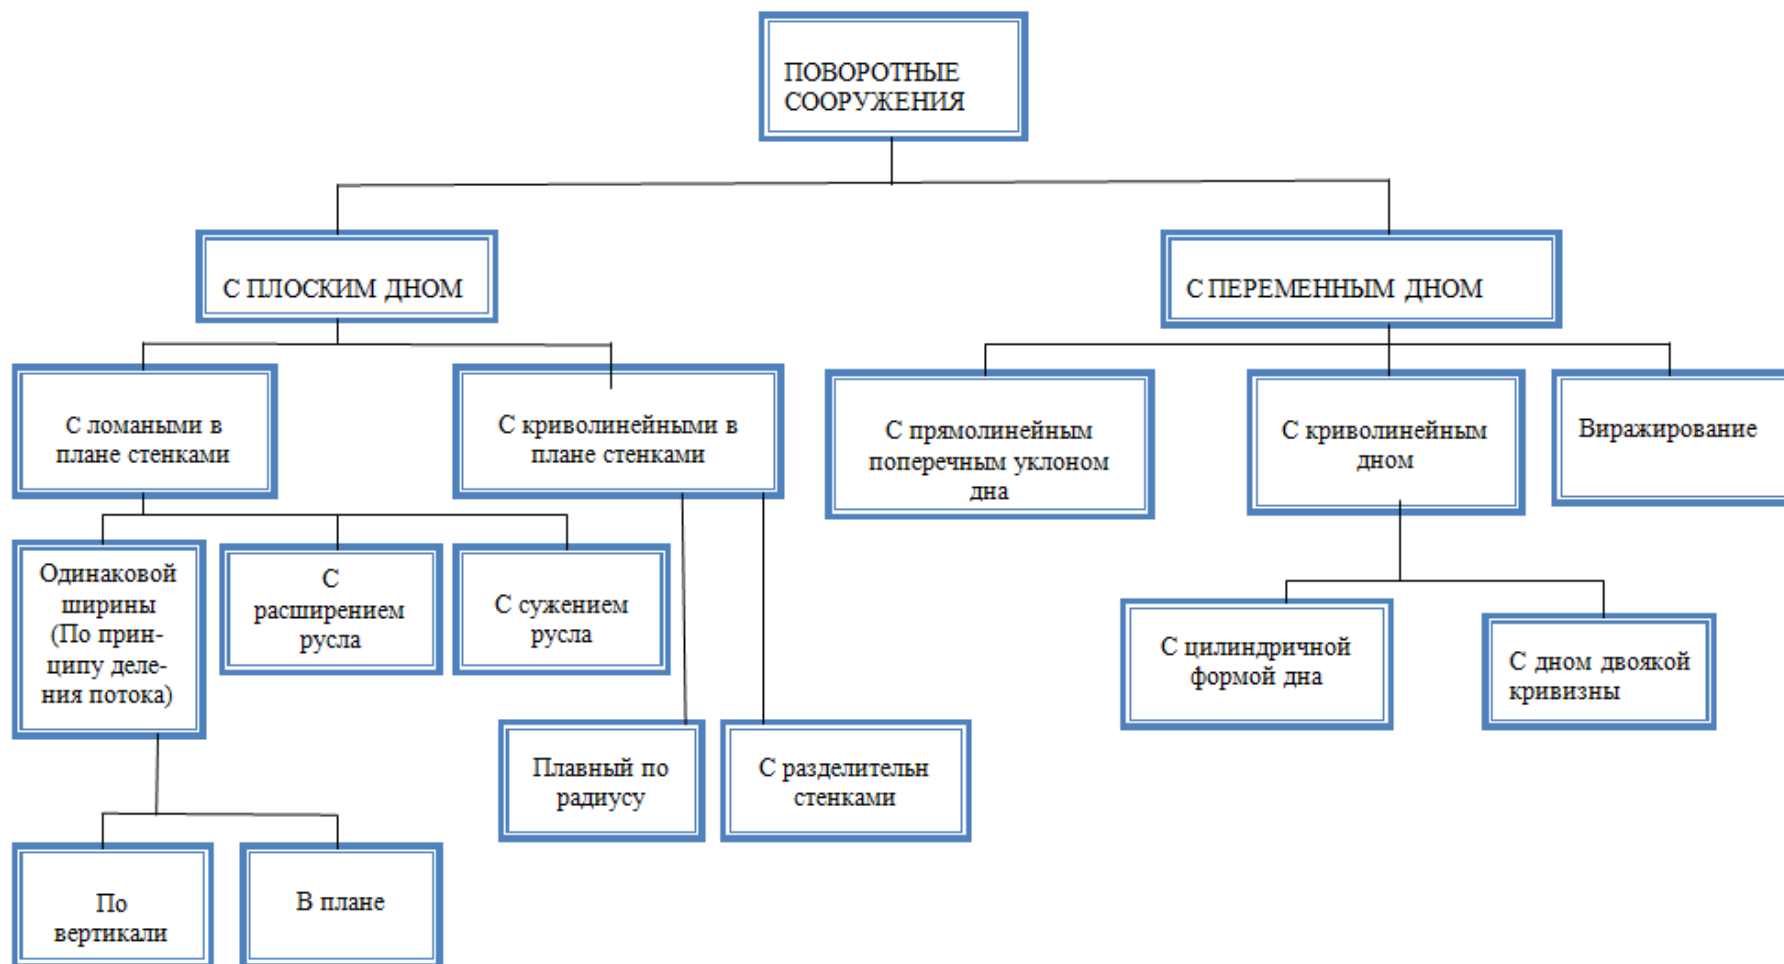 ПОВОРОТНЫЕ
СООРУЖЕНИЯ
С ПЛОСКИМ ДНОМ
С ПЕРЕМЕННЫМ ДНОМ
С ломаными в
плане стенками
С криволинейными в
плане стенками
С прямолинейным
поперечным уклоном
дна
С криволинейным
дном
Виражирование
Одинаковой
ширины
(По прин-
ципу деле-
ния потока)
С
расширением
русла
С сужением
русла
С цилиндричной
формой дна
С дном двоякой
кривизны
Плавный по
радиусу
С разделительн
стенками
По
вертикали
В плане